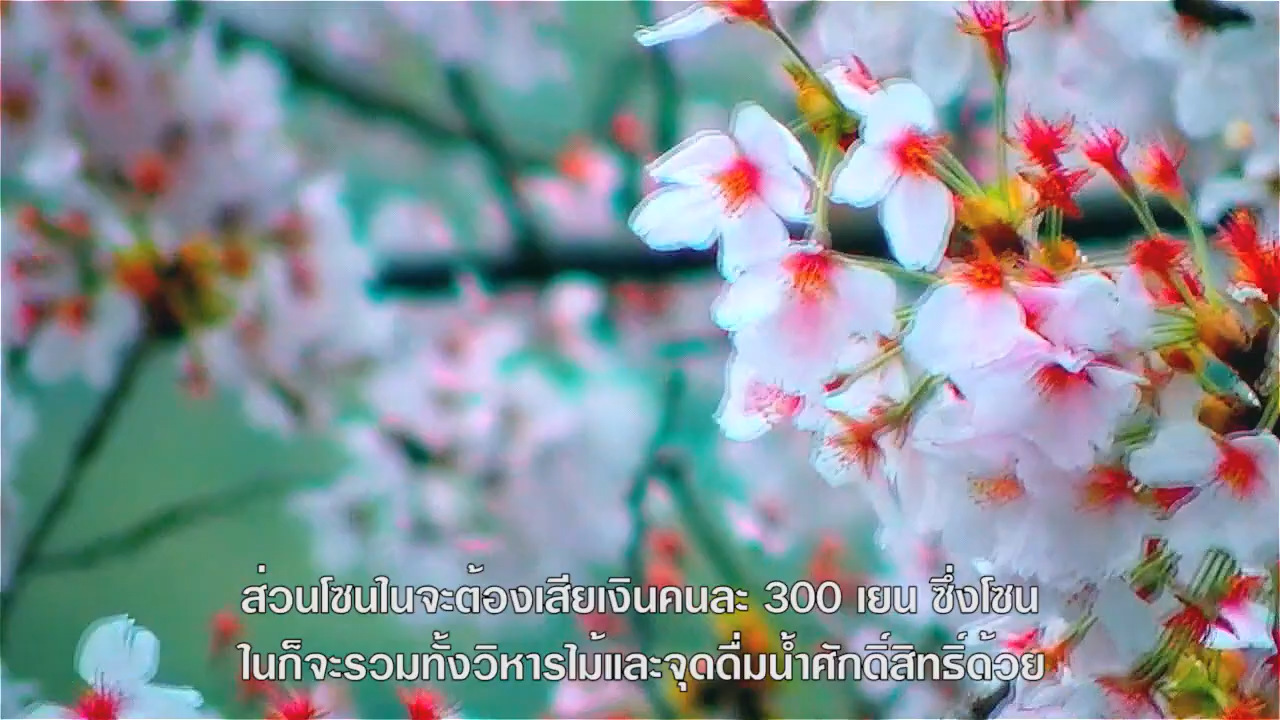 ส่วนโซนในจะต้องเสียเงินคนละ 300 เยน ซึ่งโซน
ในก็จะรวมทั้งวิหารไม้และจุดดื่มน้ำศักดิ์สิทธิ์ด้วย